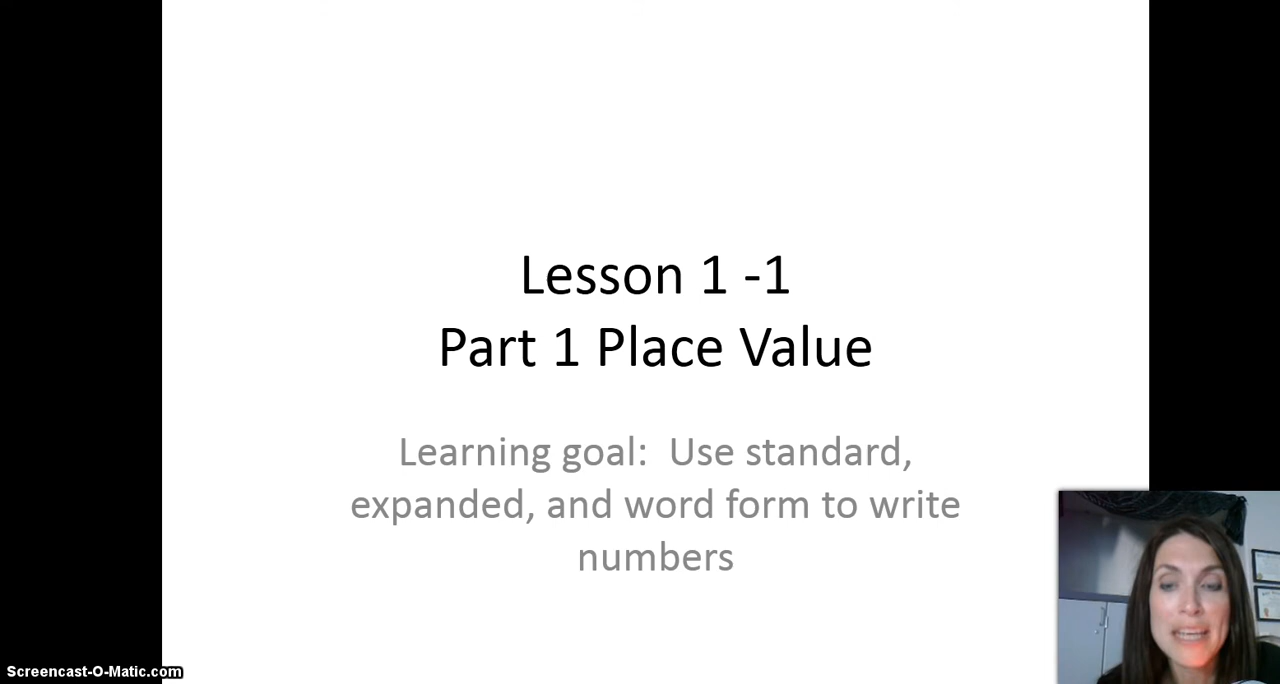 Lesson 1 -1
Part 1 Place Value
Learning goal:  Use standard,
expanded, and word form to write
numbers
Screencast-O-Matic.com